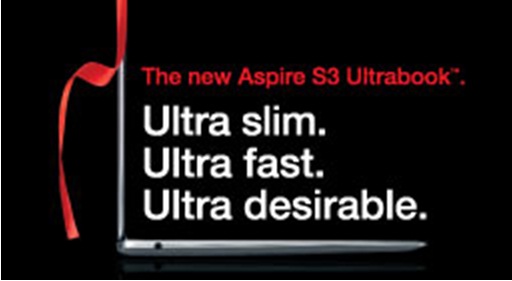 The new Aspire S3 Ultrabook™.
Ultra slim.
Ultra fast.
Ultra desirable.